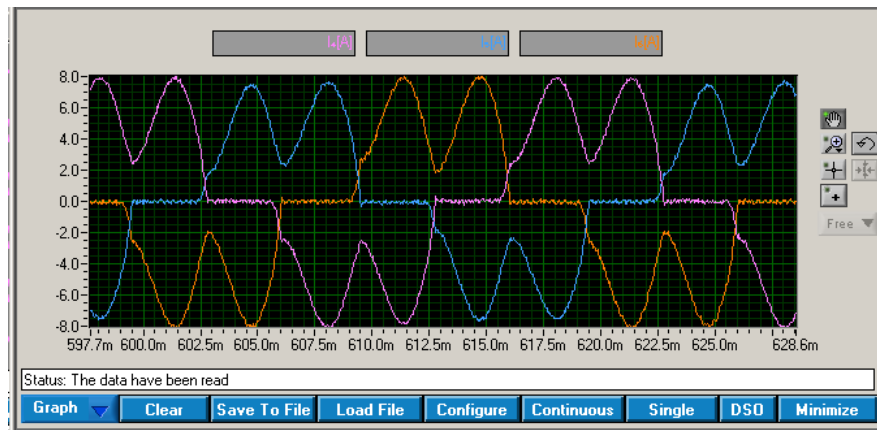 Iₐ[A] I_b[A] I_c[A]
8.0
6.0
4.0
2.0
0.0
-2.0
-4.0
-6.0
-8.0
597.7m 600.0m 602.5m 605.0m 607.5m 610.0m 612.5m 615.0m 617.5m 620.0m 622.5m 625.0m 628.6m
Free
Status: The data have been read
Graph Clear Save To File Load File Configure Continuous Single DSO Minimize